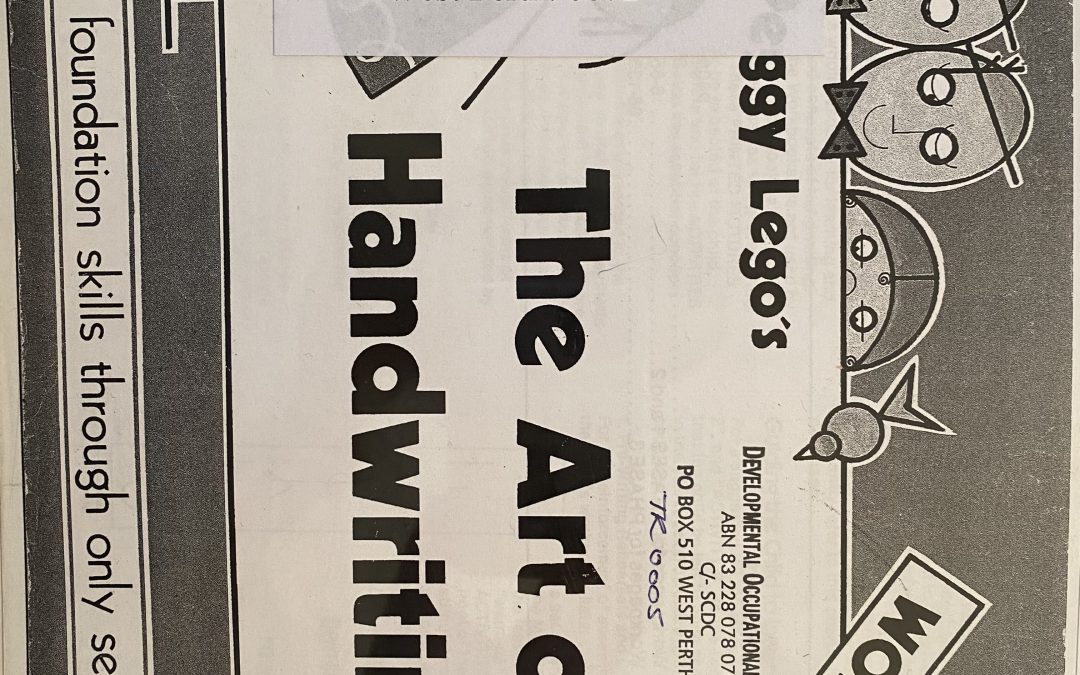 Lego's
DEVELOPMENTAL OCCUPATIONAL
ABN 83 228 078 07
C/- SCDC
PO BOX 510 WEST PERTH
TR 0005
The Art
Handwriti
foundation skills through only se